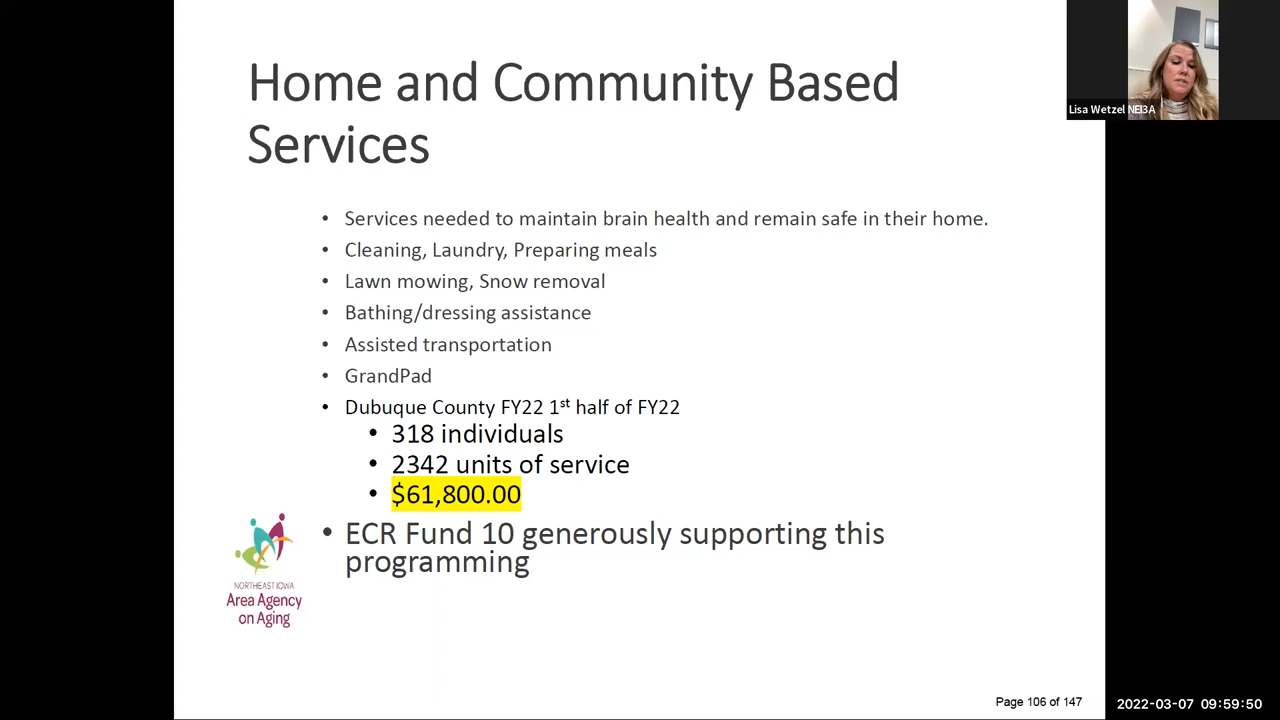 Home and Community Based
Services
• Services needed to maintain brain health and remain safe in their home.
• Cleaning, Laundry, Preparing meals
• Lawn mowing, Snow removal
• Bathing/dressing assistance
• Assisted transportation
• GrandPad
• Dubuque County FY22 1st half of FY22
• 318 individuals
• 2342 units of service
• $61,800.00
• ECR Fund 10 generously supporting this
programming
NORTHEAST IOWA
Area Agency
on Aging
Lisa Wetzel NEI3A
Page 106 of 147
2022-03-07 09:59:50